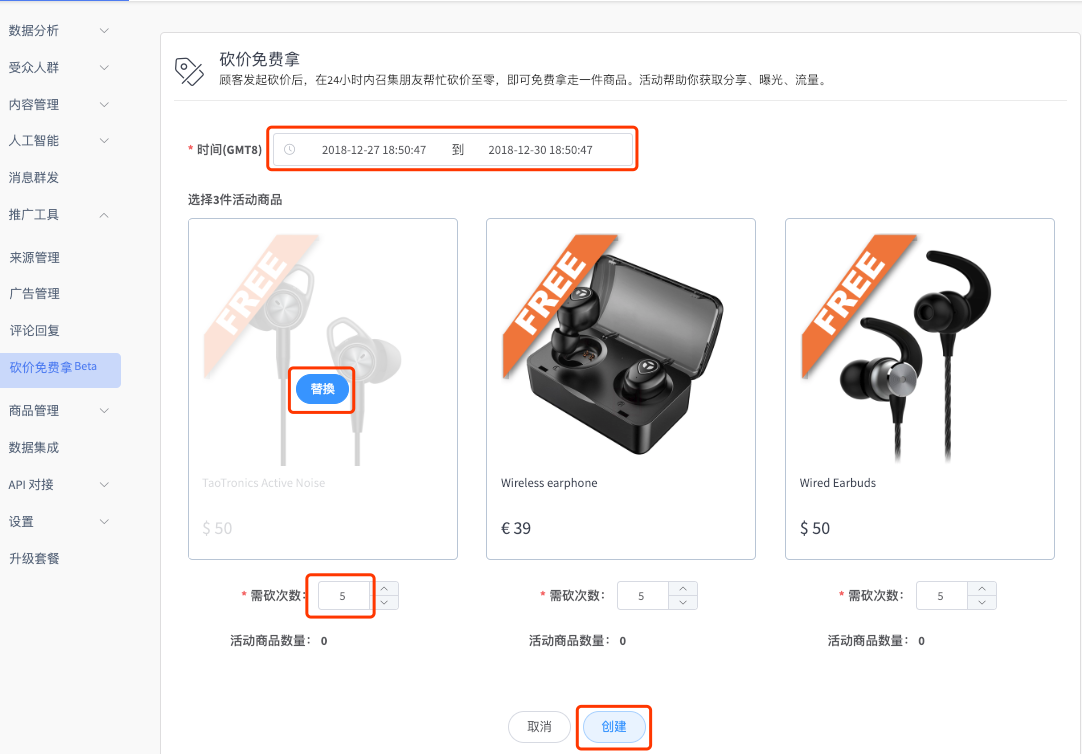 数据分析
受众人群
内容管理
人工智能
消息群发
推广工具
来源管理
广告管理
评论回复
砍价免费拿 Beta
商品管理
数据集成
API 对接
设置
升级套餐
砍价免费拿
顾客发起砍价后，在24小时内召集朋友帮忙砍价至零，即可免费拿走一件商品。活动帮助你获取分享、曝光、流量。
* 时间(GMT8) 2018-12-27 18:50:47 到 2018-12-30 18:50:47
选择3件活动商品
FREE FREE FREE
替换
TaoTronics Active Noise Wireless earphone Wired Earbuds
$ 50 € 39 $ 50
* 需砍次数: 5 * 需砍次数: 5 * 需砍次数: 5
活动商品数量: 0 活动商品数量: 0 活动商品数量: 0
取消 创建